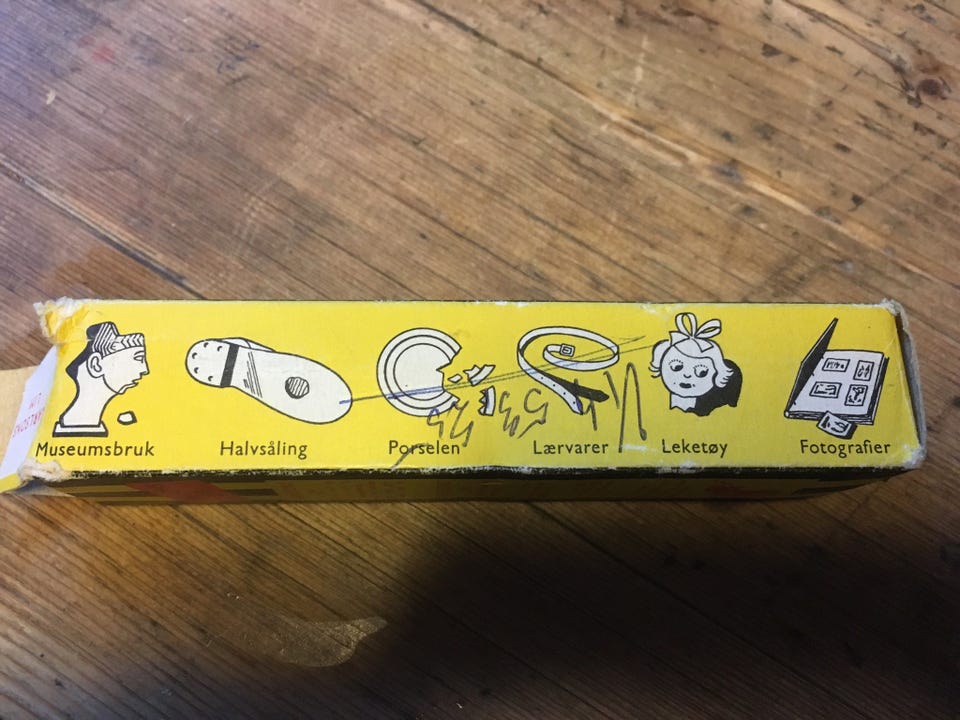 Museumsbruk Halvsåling Porselen Lærvarer Leketøy Fotografier